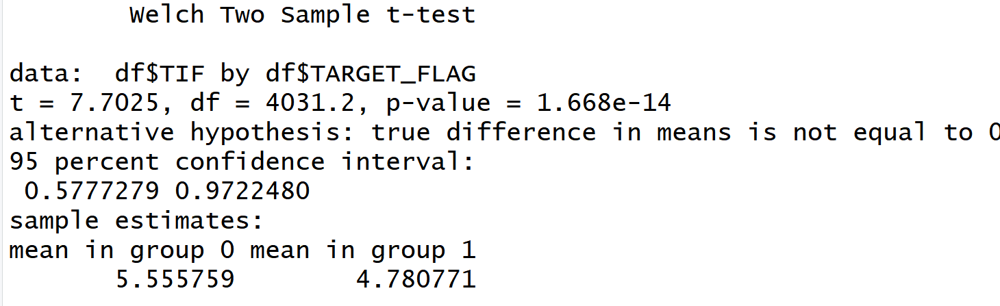 Welch Two Sample t-test
data:  df$TIF by df$TARGET_FLAG
t = 7.7025, df = 4031.2, p-value = 1.668e-14
alternative hypothesis: true difference in means is not equal to 0
95 percent confidence interval:
0.5777279 0.9722480
sample estimates:
mean in group 0 mean in group 1
5.555759 4.780771